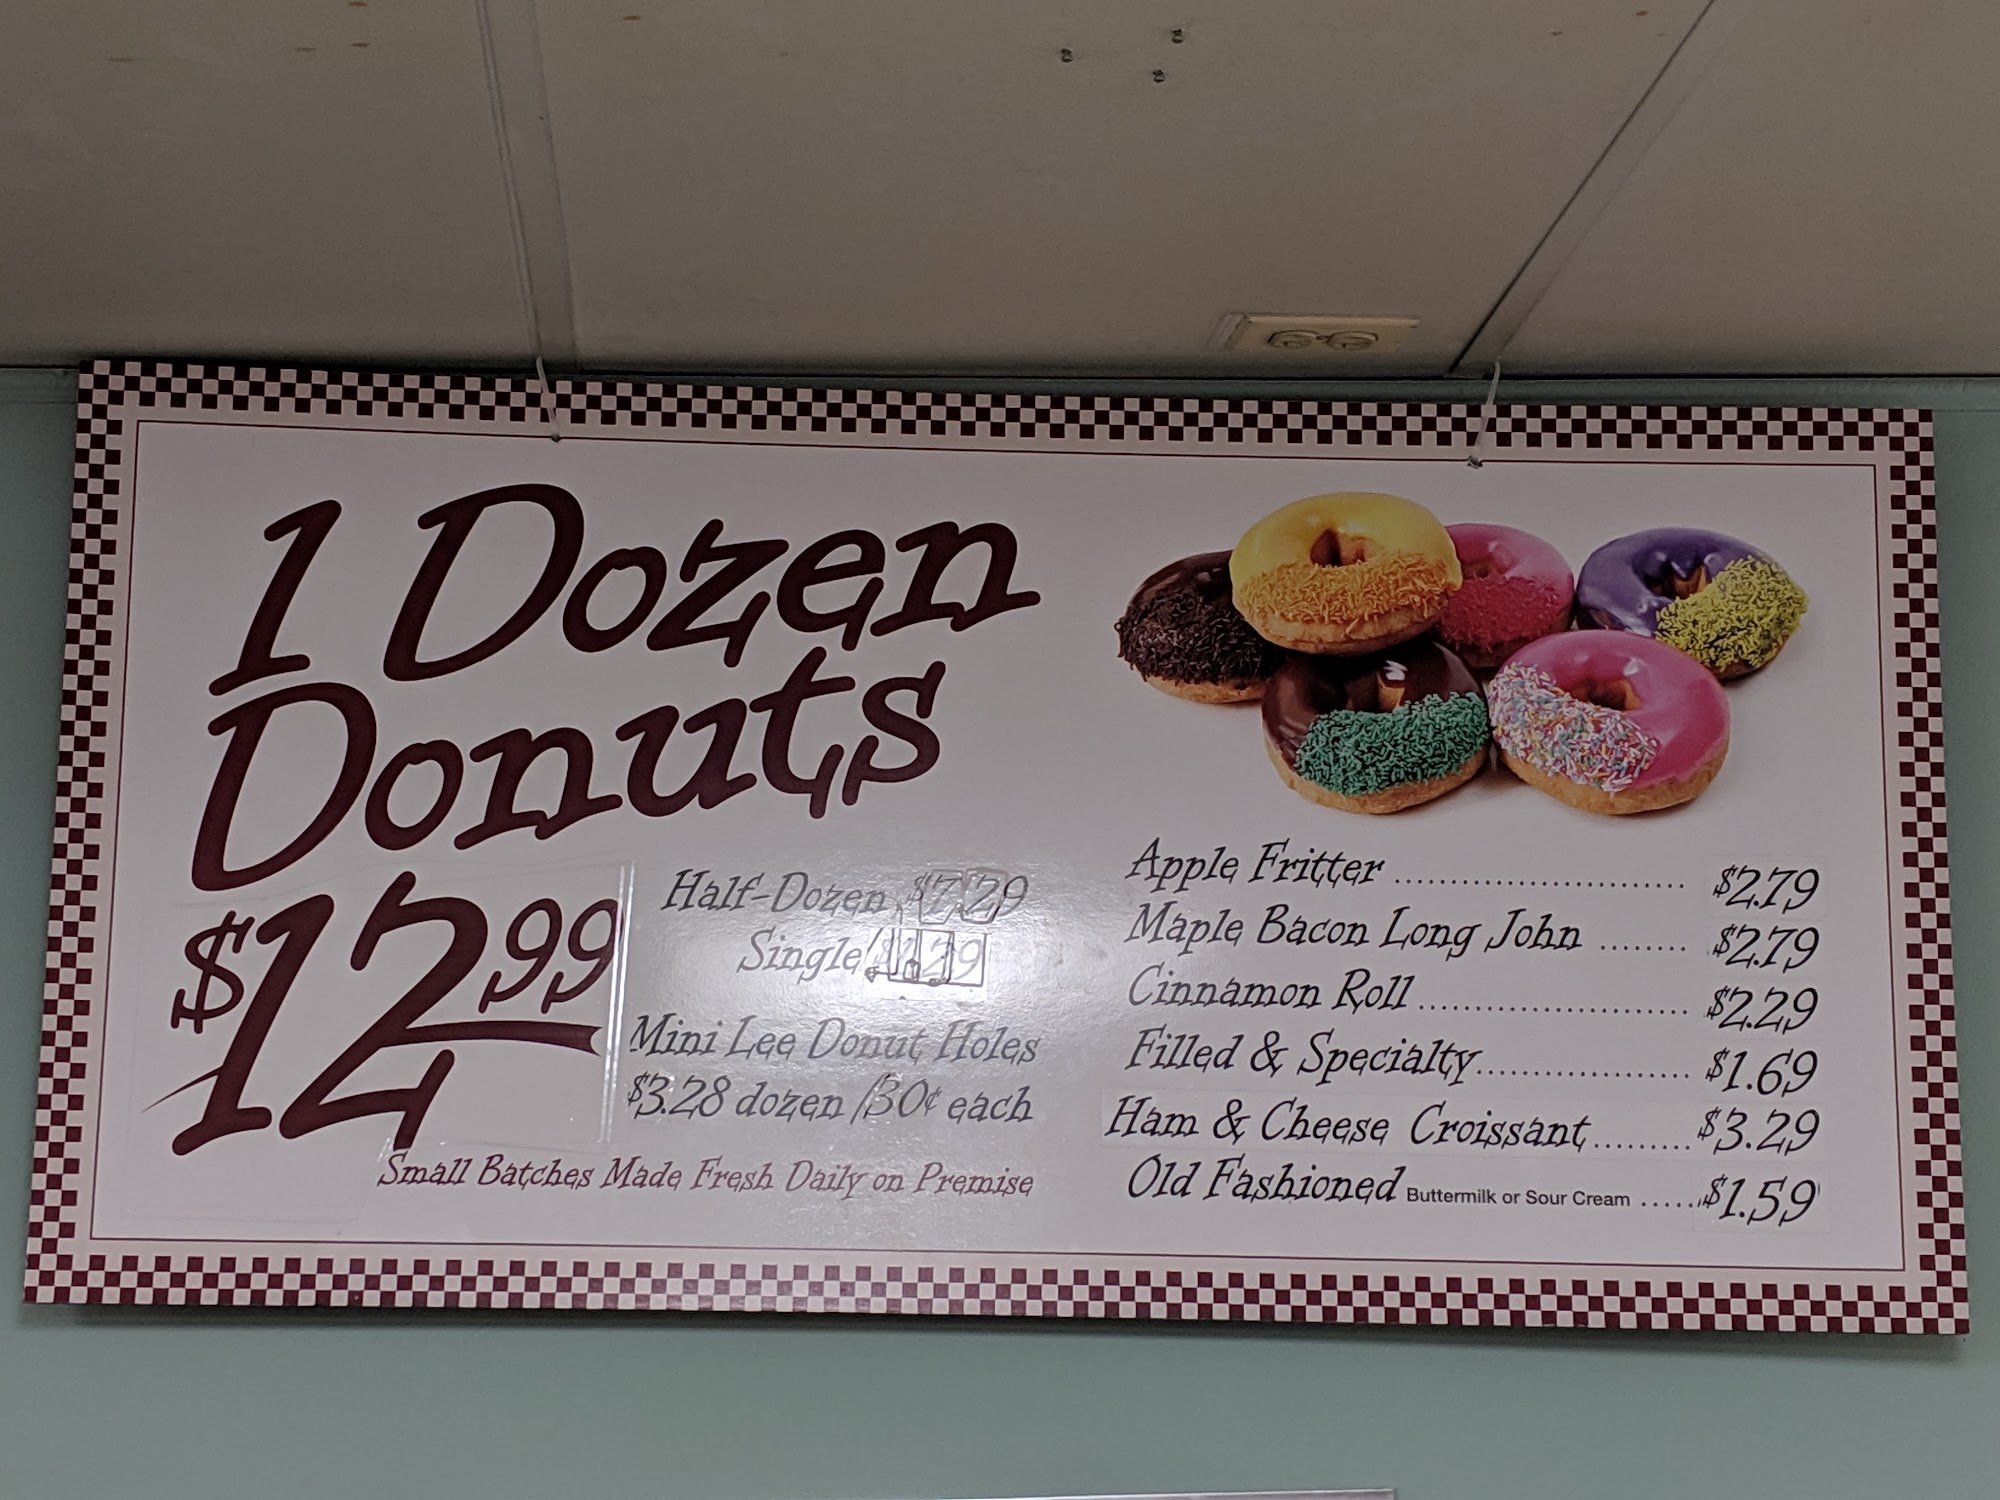 1 Dozen
Donuts
$12.99
Half-Dozen $7.29
Single/$1.29
Mini Lee Donut Holes
$3.28 dozen /30¢ each
Small Batches Made Fresh Daily on Premise
Apple Fritter .......................... $2.79
Maple Bacon Long John ........ $2.79
Cinnamon Roll ........................ $2.29
Filled & Specialty................... $1.69
Ham & Cheese Croissant......... $3.29
Old Fashioned Buttermilk or Sour Cream ...... $1.59